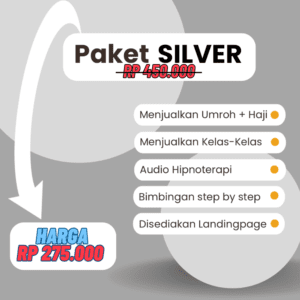 Paket SILVER
RP 450.000
Menjualkan Umroh + Haji
Menjualkan Kelas-Kelas
Audio Hipnoterapi
Bimbingan step by step
Disediakan Landingpage
HARGA
RP 275.000